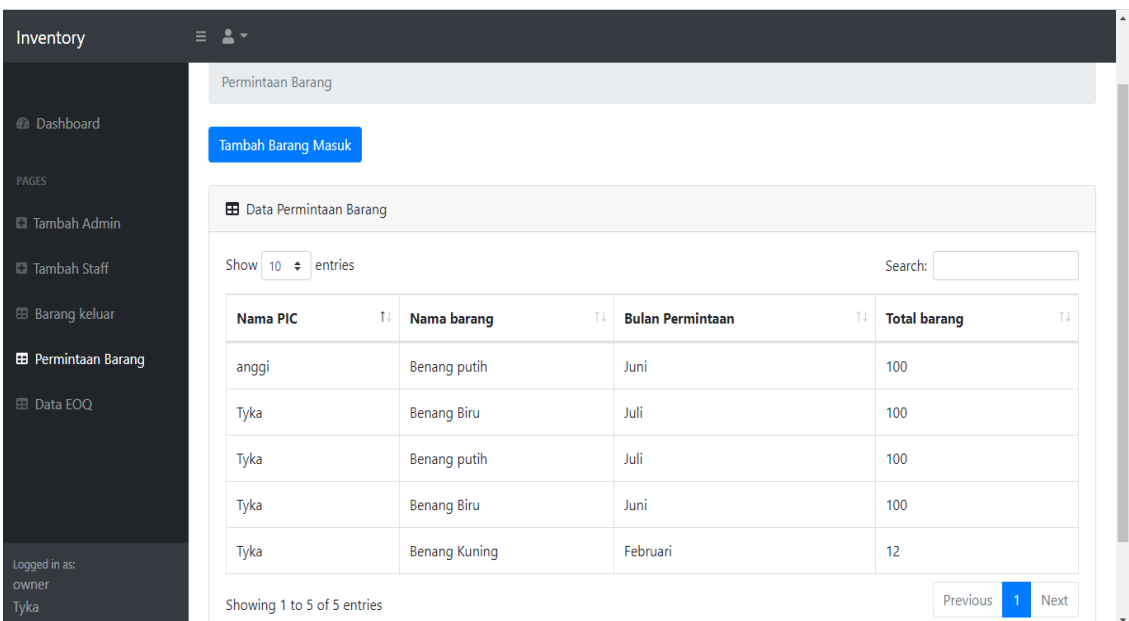 Inventory
Permintaan Barang
Dashboard
Tambah Barang Masuk
PAGES
Tambah Admin
Tambah Staff
Barang keluar
Permintaan Barang
Data EOQ
Logged in as:
owner
Tyka
Data Permintaan Barang
Show 10 entries Search:
Nama PIC Nama barang Bulan Permintaan Total barang
anggi Benang putih Juni 100
Tyka Benang Biru Juli 100
Tyka Benang putih Juli 100
Tyka Benang Biru Juni 100
Tyka Benang Kuning Februari 12
Showing 1 to 5 of 5 entries Previous 1 Next